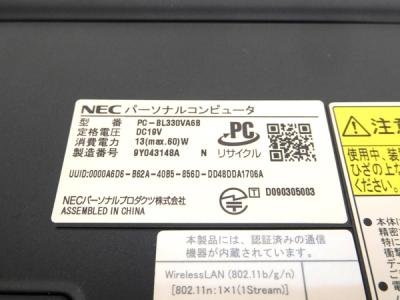 NEC パーソナルコンピュータ
型 番 PC-BL330VA6B
定格電圧 DC19V
消費電力 13(max.60)W
製造番号 9Y043148A N
PC
リサイクル
UUID:0000A6D6-B62A-40B5-856D-DD48DDA1706A
T D090305003
NECパーソナルプロダクツ株式会社
ASSEMBLED IN CHINA
本製品には、認証済みの通信
機器が内蔵されています。
WirelessLAN (802.11b/g/n)
[802.11n:1×1(1Stream)]
注意
ひざの上な
ください。